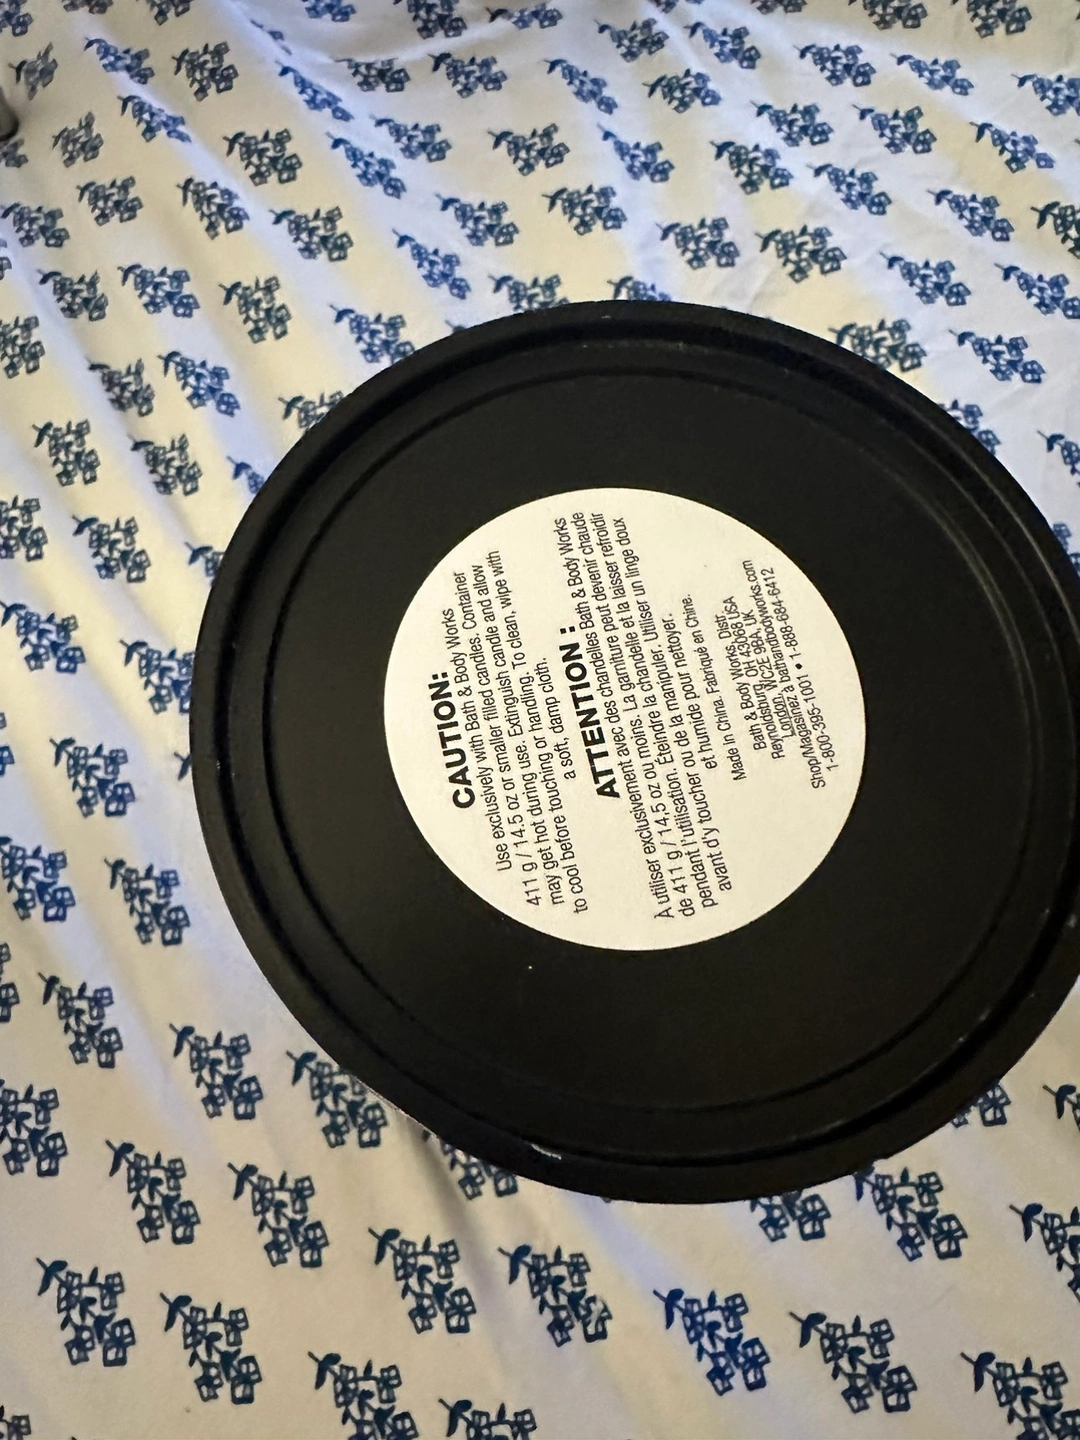 CAUTION:
Use exclusively with Bath & Body Works
411 g / 14.5 oz or smaller filled candles. Container
may get hot during use. Extinguish candle and allow
to cool before touching or handling. To clean, wipe with
a soft, damp cloth.
ATTENTION :
À utiliser exclusivement avec des chandelles Bath & Body Works
de 411 g / 14,5 oz ou moins. La garniture peut devenir chaude
pendant l'utilisation. Éteindre la chandelle et la laisser refroidir
avant d'y toucher ou de la manipuler. Utiliser un linge doux
et humide pour nettoyer.
Made in China. Fabriqué en Chine.
Bath & Body Works, Distr.
Reynoldsburg, OH 43068 USA
London, WC2E 9RA, UK
Shop/Magasinez à bathandbodyworks.com
1-800-395-1001 • 1-889-684-6412